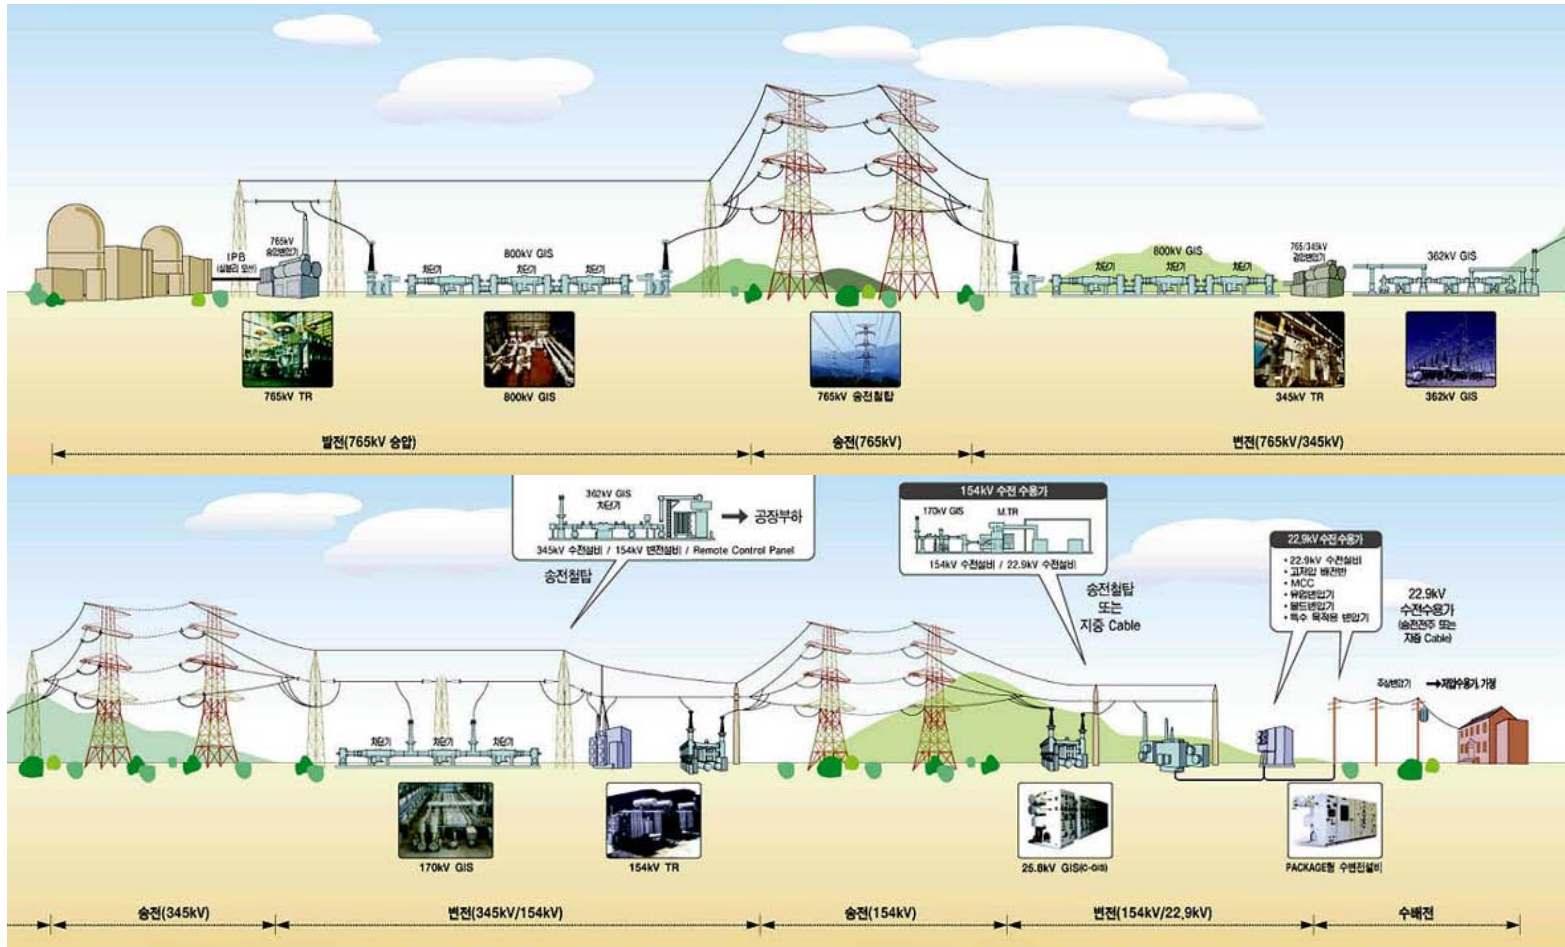 IPB
(상분리 모선)
765kV
승압변압기
800kV GIS
차단기
차단기
차단기
800kV GIS
차단기
차단기
차단기
765/345kV
강압변압기
362kV GIS
765kV TR
800kV GIS
765kV 송전철탑
345kV TR
362kV GIS
발전(765kV 승압)
송전(765kV)
변전(765kV/345kV)
362kV GIS
차단기
공장부하
345kV 수전설비 / 154kV 변전설비 / Remote Control Panel
송전철탑
154kV 수전 수용가
170kV GIS
M.TR
154kV 수전설비 / 22.9kV 수전설비
송전철탑
또는
지중 Cable
22.9kV 수전 수용가
• 22.9kV 수전설비
• 고저압 배전반
• MCC
• 유입변압기
• 몰드변압기
• 특수 목적용 변압기
22.9kV
수전수용가
(송전전주 또는
지중 Cable)
주상변압기
저압수용가, 가정
차단기
차단기
차단기
170kV GIS
154kV TR
25.8kV GIS(C-GIS)
PACKAGE형 수변전설비
송전(345kV)
변전(345kV/154kV)
송전(154kV)
변전(154kV/22.9kV)
수배전